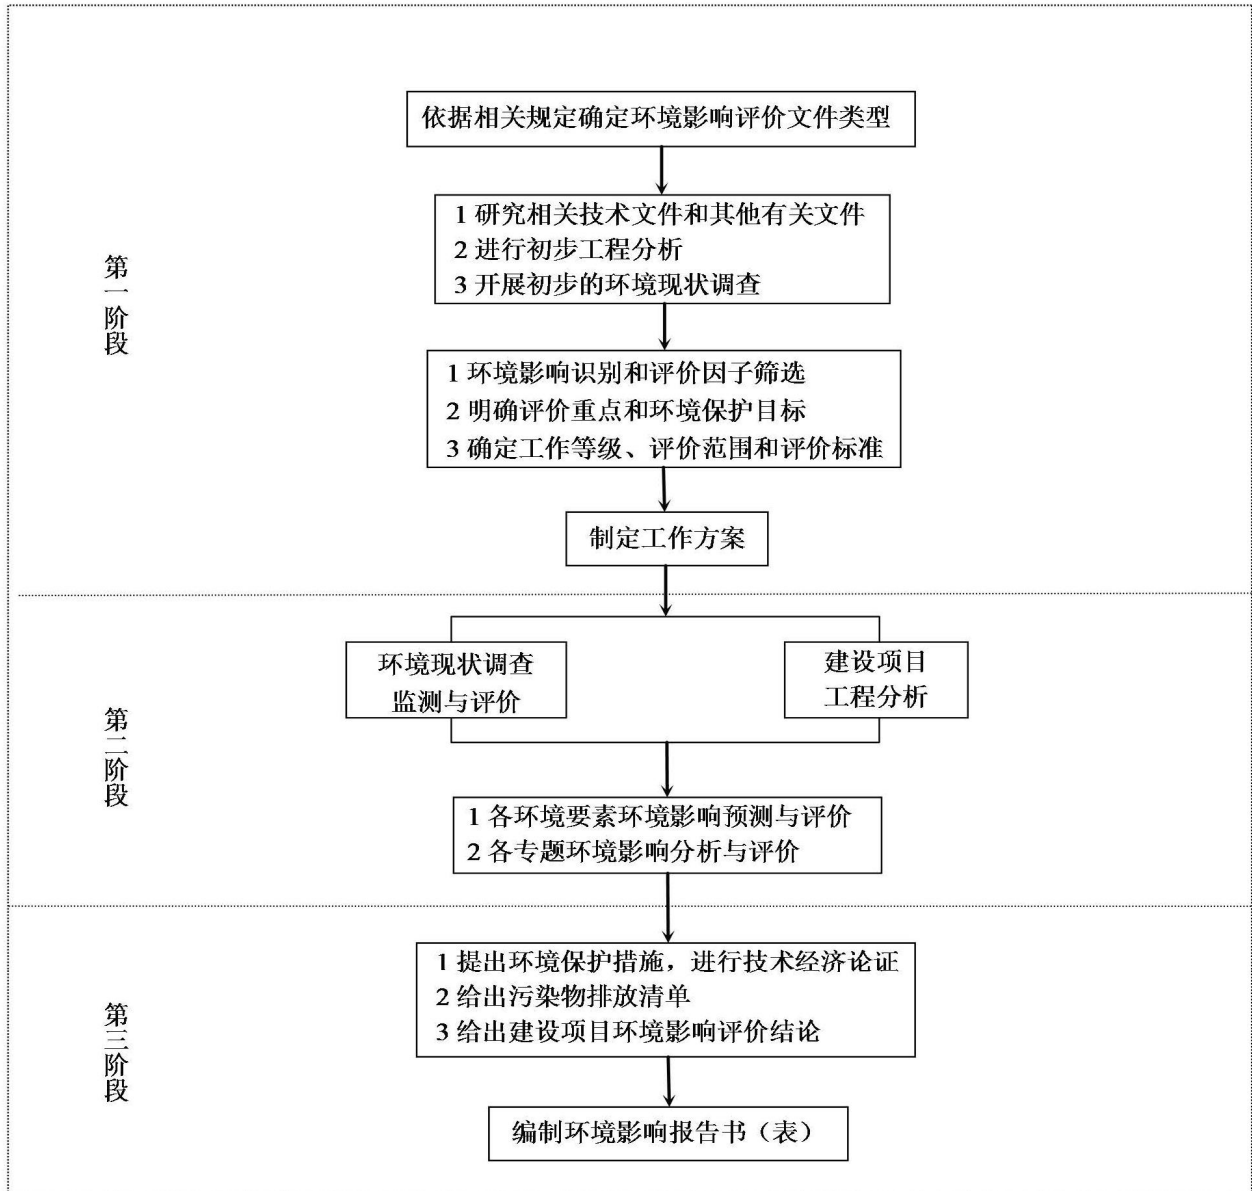 依据相关规定确定环境影响评价文件类型
1 研究相关技术文件和其他有关文件
2 进行初步工程分析
3 开展初步的环境现状调查
第一阶段
1 环境影响识别和评价因子筛选
2 明确评价重点和环境保护目标
3 确定工作等级、评价范围和评价标准
制定工作方案
环境现状调查
监测与评价
建设项目
工程分析
第二阶段
1 各环境要素环境影响预测与评价
2 各专题环境影响分析与评价
1 提出环境保护措施，进行技术经济论证
2 给出污染物排放清单
3 给出建设项目环境影响评价结论
第三阶段
编制环境影响报告书（表）